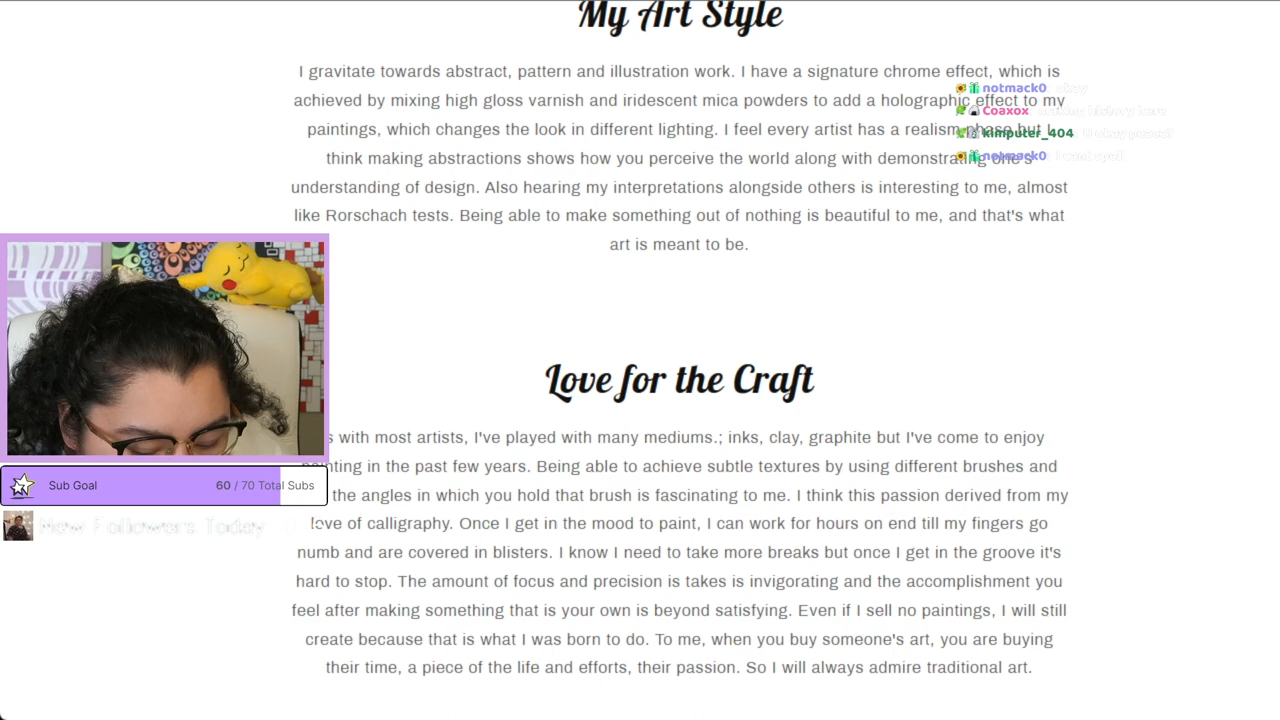 My Art Style
I gravitate towards abstract, pattern and illustration work. I have a signature chrome effect, which is
achieved by mixing high gloss varnish and iridescent mica powders to add a holographic effect to my
paintings, which changes the look in different lighting. I feel every artist has a realism phase but I
think making abstractions shows how you perceive the world along with demonstrating one's
understanding of design. Also hearing my interpretations alongside others is interesting to me, almost
like Rorschach tests. Being able to make something out of nothing is beautiful to me, and that's what
art is meant to be.
notmack0 okay
Coaxox making history here
kimputer_404 U okay
notmack0
Love for the Craft
with most artists, I've played with many mediums.; inks, clay, graphite but I've come to enjoy
painting in the past few years. Being able to achieve subtle textures by using different brushes and
the angles in which you hold that brush is fascinating to me. I think this passion derived from my
love of calligraphy. Once I get in the mood to paint, I can work for hours on end till my fingers go
numb and are covered in blisters. I know I need to take more breaks but once I get in the groove it's
hard to stop. The amount of focus and precision is takes is invigorating and the accomplishment you
feel after making something that is your own is beyond satisfying. Even if I sell no paintings, I will still
create because that is what I was born to do. To me, when you buy someone's art, you are buying
their time, a piece of the life and efforts, their passion. So I will always admire traditional art.
Sub Goal 60 / 70 Total Subs
New Followers Today